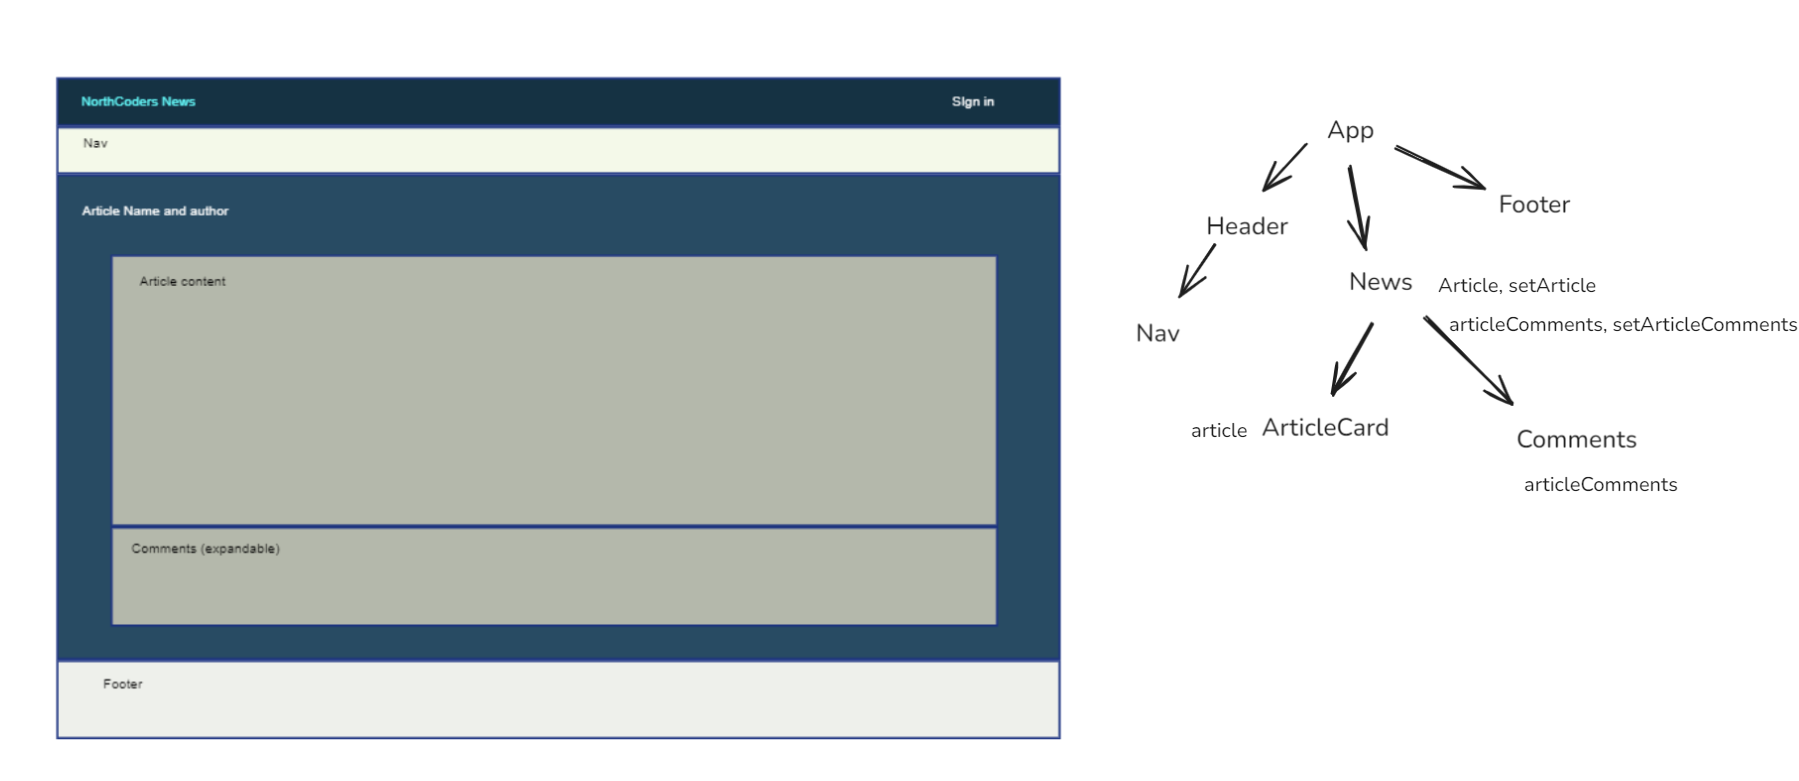 NorthCoders News
SIgn in
Nav
Article Name and author
Article content
Comments (expandable)
Footer
App
Header
Footer
News
Article, setArticle
articleComments, setArticleComments
Nav
article
ArticleCard
Comments
articleComments